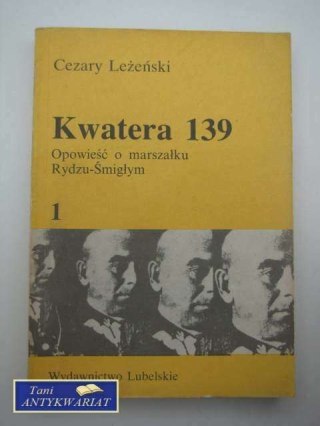 Cezary Leżeński
Kwatera 139
Opowieść o marszałku
Rydzu-Śmigłym
1
Wydawnictwo Lubelskie
Tani
ANTYKWARIAT